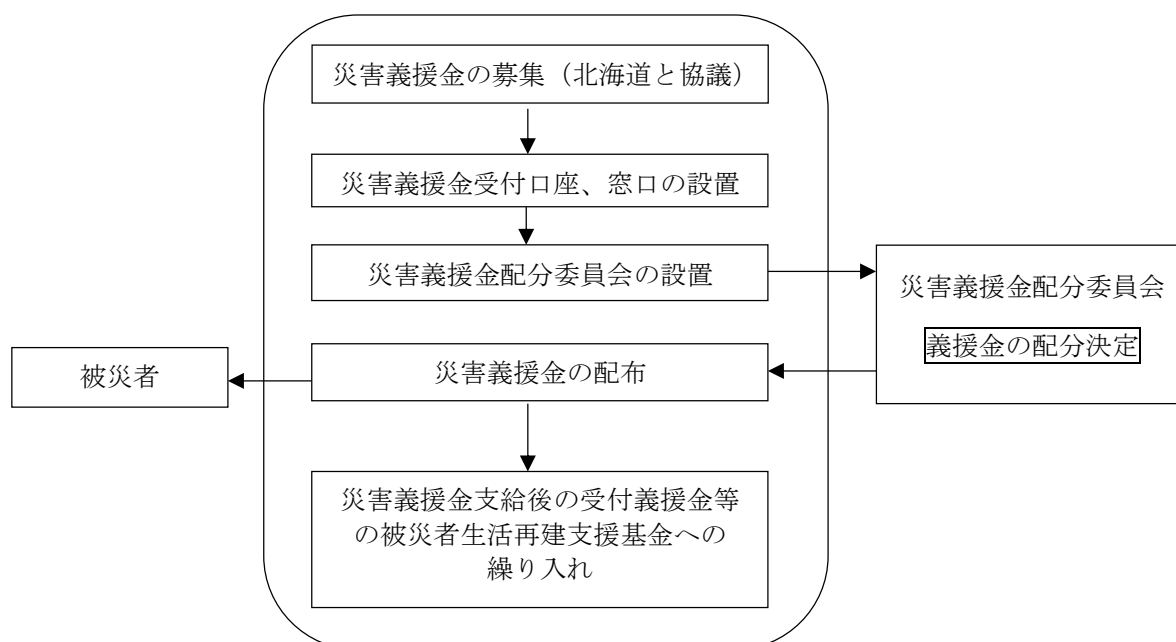 災害義援金の募集（北海道と協議）
災害義援金受付口座、窓口の設置
災害義援金配分委員会の設置
災害義援金配分委員会
義援金の配分決定
被災者
災害義援金の配布
災害義援金支給後の受付義援金等
の被災者生活再建支援基金への
繰り入れ